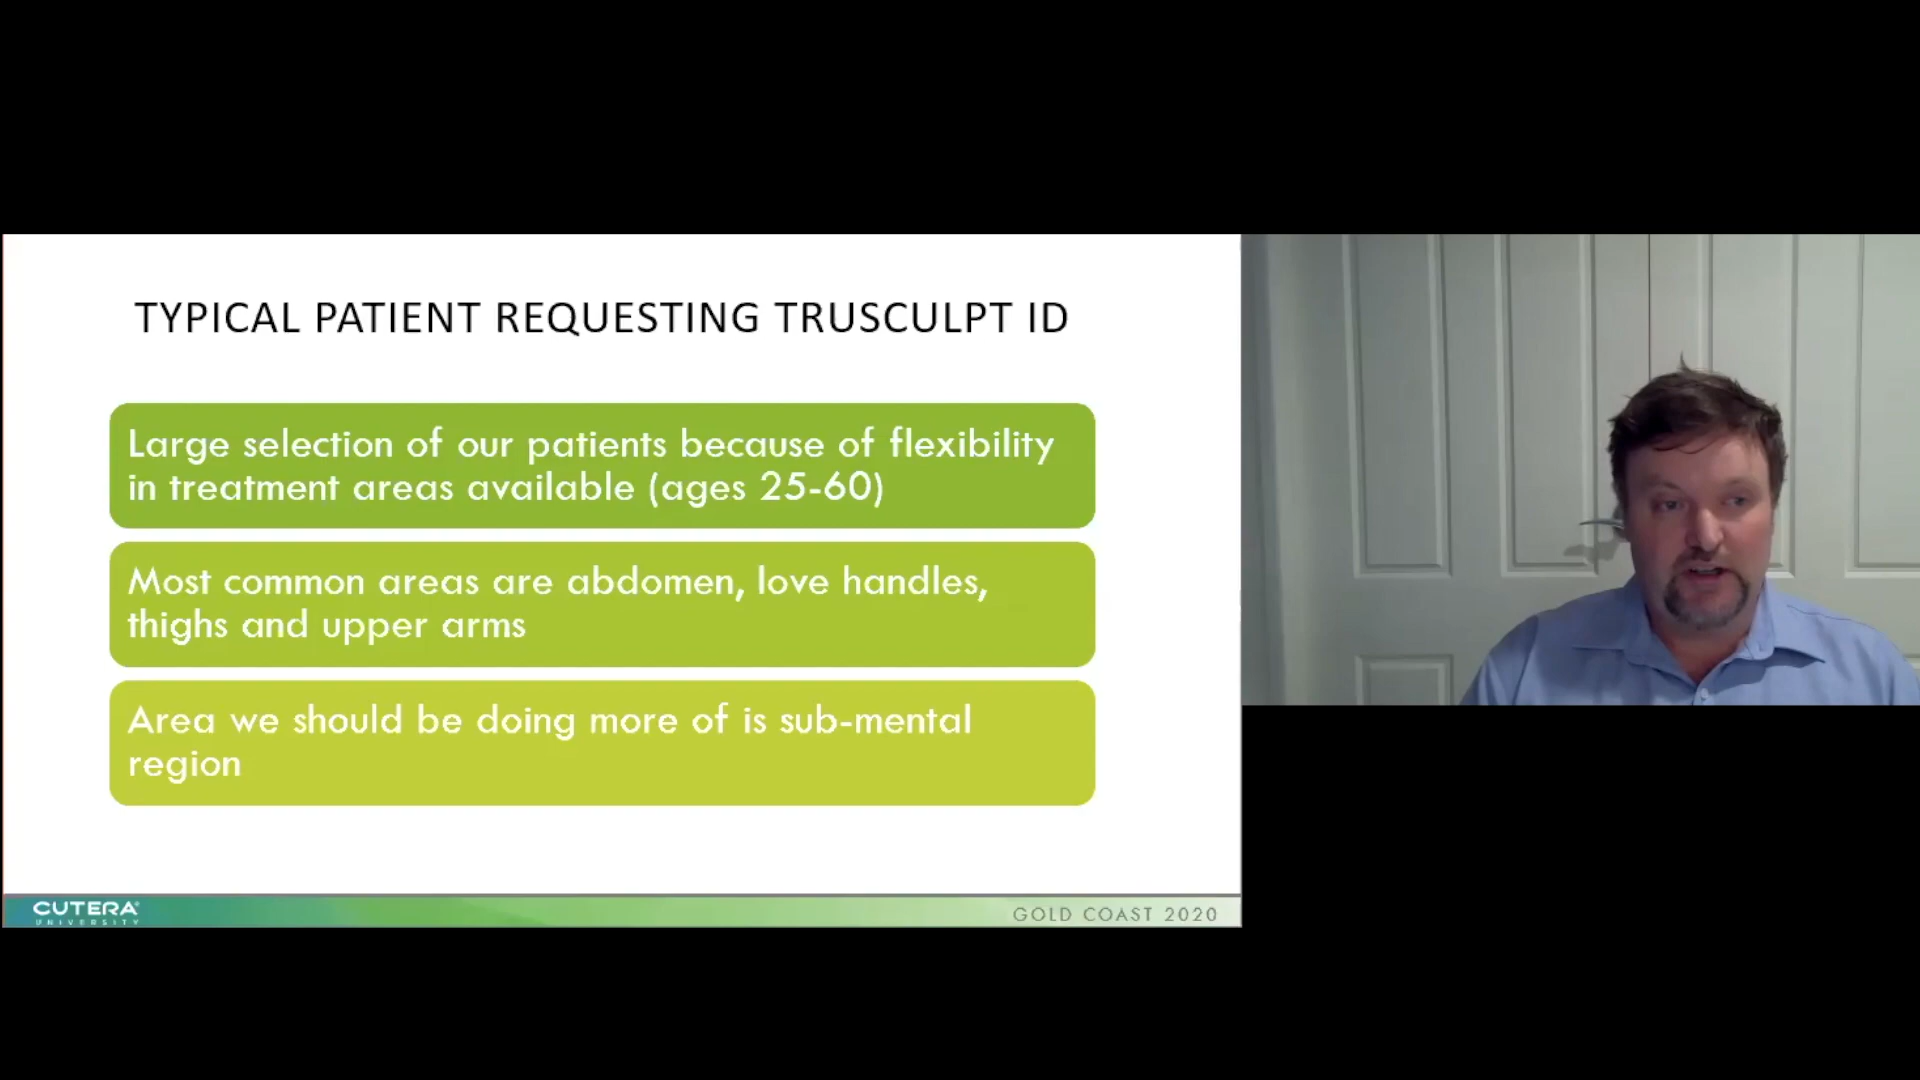 TYPICAL PATIENT REQUESTING TRUSCULPT ID
Large selection of our patients because of flexibility
in treatment areas available (ages 25-60)
Most common areas are abdomen, love handles,
thighs and upper arms
Area we should be doing more of is sub-mental
region
CUTERA
UNIVERSITY
GOLD COAST 2020